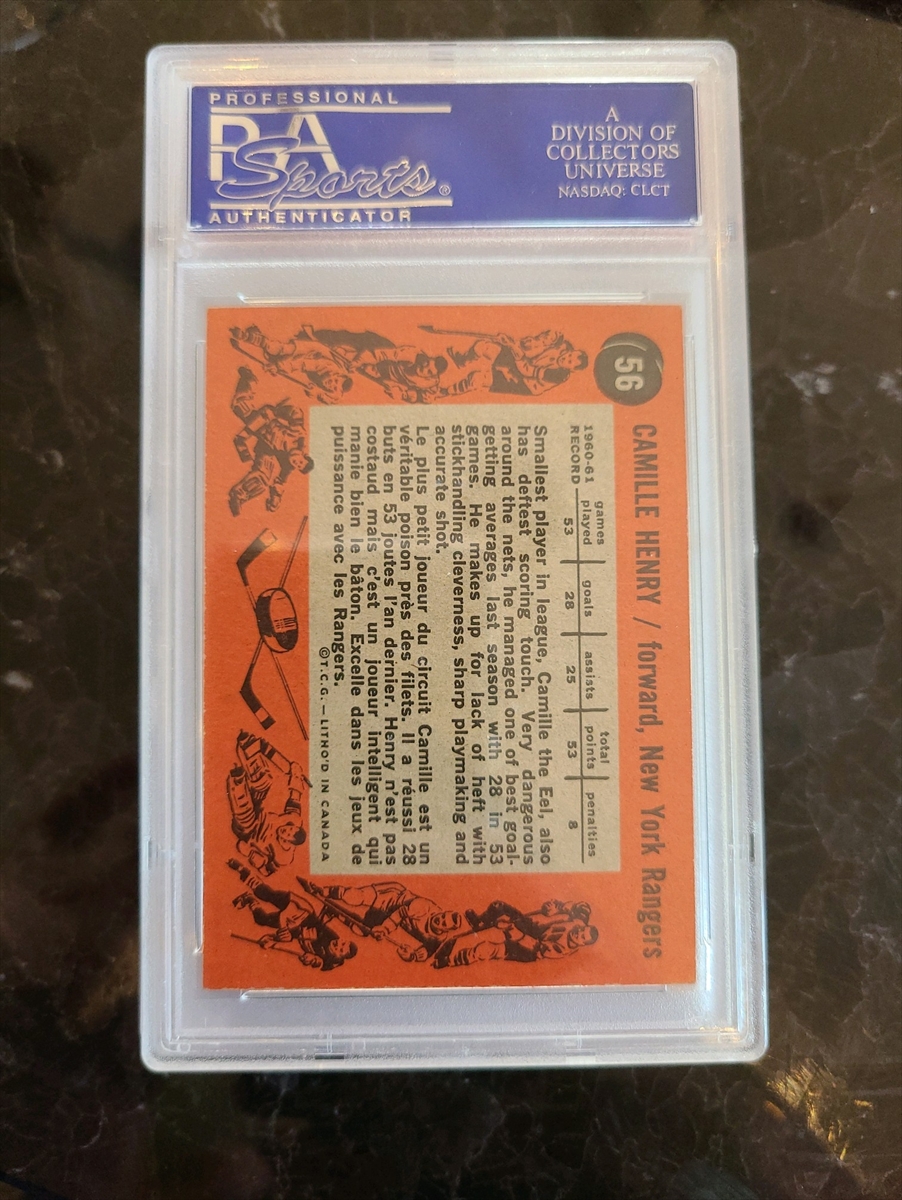 PROFESSIONAL
PSA
Sports®
AUTHENTICATOR
A
DIVISION OF
COLLECTORS
UNIVERSE
NASDAQ: CLCT
56
CAMILLE HENRY / forward, New York Rangers
1960-61 RECORD games played goals assists total points penalties
53 28 25 53 8
Smallest player in league, Camille the Eel, also
has deftest scoring touch. Very dangerous
around the nets, he managed one of best goal-
getting averages last season with 28 in 53
games. He makes up for lack of heft with
stickhandling cleverness, sharp playmaking and
accurate shot.
Le plus petit joueur du circuit Camille est un
véritable poison près des filets. Il a réussi 28
buts en 53 joutes l'an dernier. Henry n'est pas
costaud mais c'est un joueur intelligent qui
manie bien le bâton. Excelle dans les jeux de
puissance avec les Rangers.
©T.C.G.—LITHO'D IN CANADA